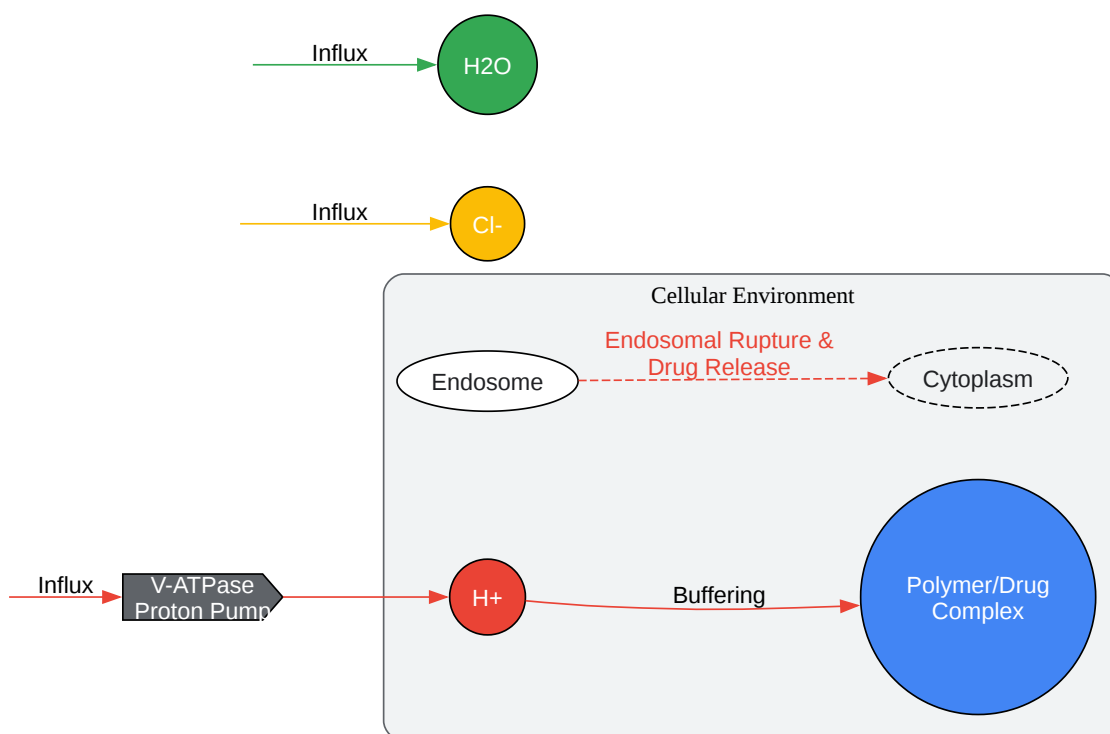 Influx
H2O
Influx
Cl-
Cellular Environment
Endosomal Rupture &
Drug Release
Endosome
Cytoplasm
Influx
V-ATPase
Proton Pump
H+
Buffering
Polymer/Drug
Complex